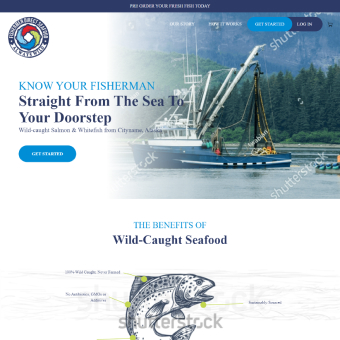 PRE ORDER YOUR FRESH FISH TODAY
OUR STORY HOW IT WORKS GET STARTED LOG IN
KNOW YOUR FISHERMAN
Straight From The Sea To
Your Doorstep
Wild-caught Salmon & Whitefish from Cityname, Alaska
GET STARTED
shutterstock
THE BENEFITS OF
Wild-Caught Seafood
100% Wild Caught, Never Farmed
No Antibiotics, GMOs or
Additives
Sustainably Sourced
shutterstock